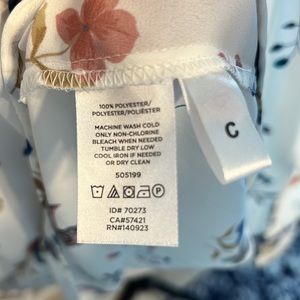 100% POLYESTER/
POLYESTER/POLIÉSTER
MACHINE WASH COLD
ONLY NON-CHLORINE
BLEACH WHEN NEEDED
TUMBLE DRY LOW
COOL IRON IF NEEDED
OR DRY CLEAN
505199
P
ID# 70273
CA#57421
RN#140923
C